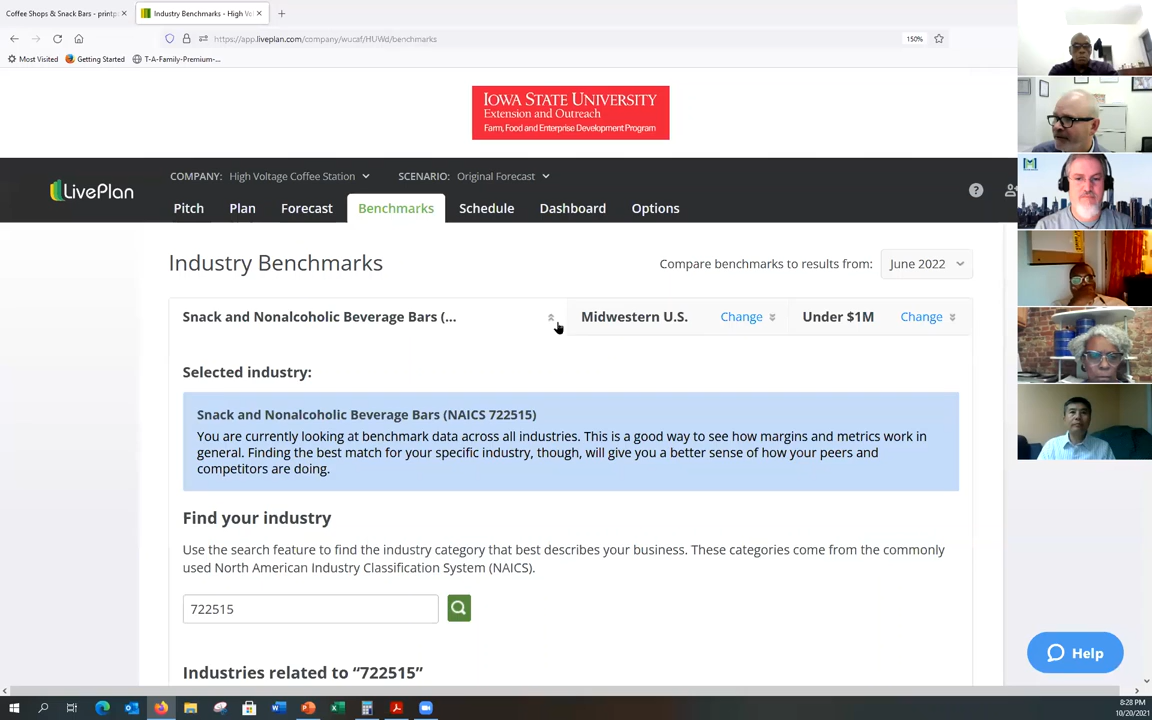 Coffee Shops & Snack Bars - printp
Industry Benchmarks - High Vo
https://app.liveplan.com/company/wucaf/HUWd/benchmarks
150%
Most Visited
Getting Started
T-A-Family-Premium-...
IOWA STATE UNIVERSITY
Extension and Outreach
Farm, Food and Enterprise Development Program
LivePlan
COMPANY: High Voltage Coffee Station
SCENARIO: Original Forecast
Pitch
Plan
Forecast
Benchmarks
Schedule
Dashboard
Options
Industry Benchmarks
Compare benchmarks to results from: June 2022
Snack and Nonalcoholic Beverage Bars (...
Midwestern U.S. Change
Under $1M Change
Selected industry:
Snack and Nonalcoholic Beverage Bars (NAICS 722515)
You are currently looking at benchmark data across all industries. This is a good way to see how margins and metrics work in
general. Finding the best match for your specific industry, though, will give you a better sense of how your peers and
competitors are doing.
Find your industry
Use the search feature to find the industry category that best describes your business. These categories come from the commonly
used North American Industry Classification System (NAICS).
722515
Industries related to “722515”
Help
8:28 PM
10/20/2021